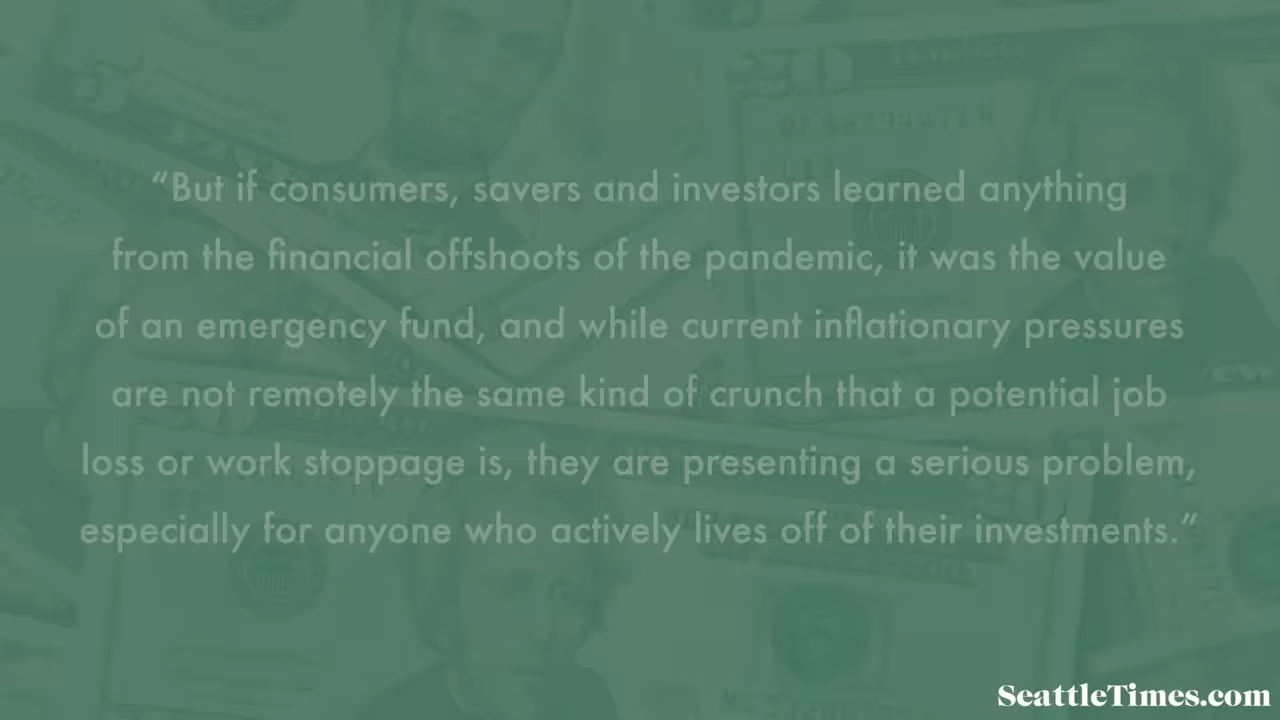 “But if consumers, savers and investors learned anything
from the financial offshoots of the pandemic, it was the value
of an emergency fund, and while current inflationary pressures
are not remotely the same kind of crunch that a potential job
loss or work stoppage is, they are presenting a serious problem,
especially for anyone who actively lives off of their investments.”
SeattleTimes.com